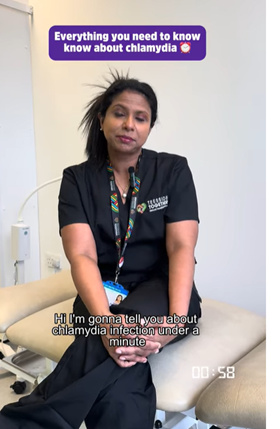 Everything you need to know
know about chlamydia ⏰
TOGETHER
Hi I'm gonna tell you about
chlamydia infection under a
minute
00:58